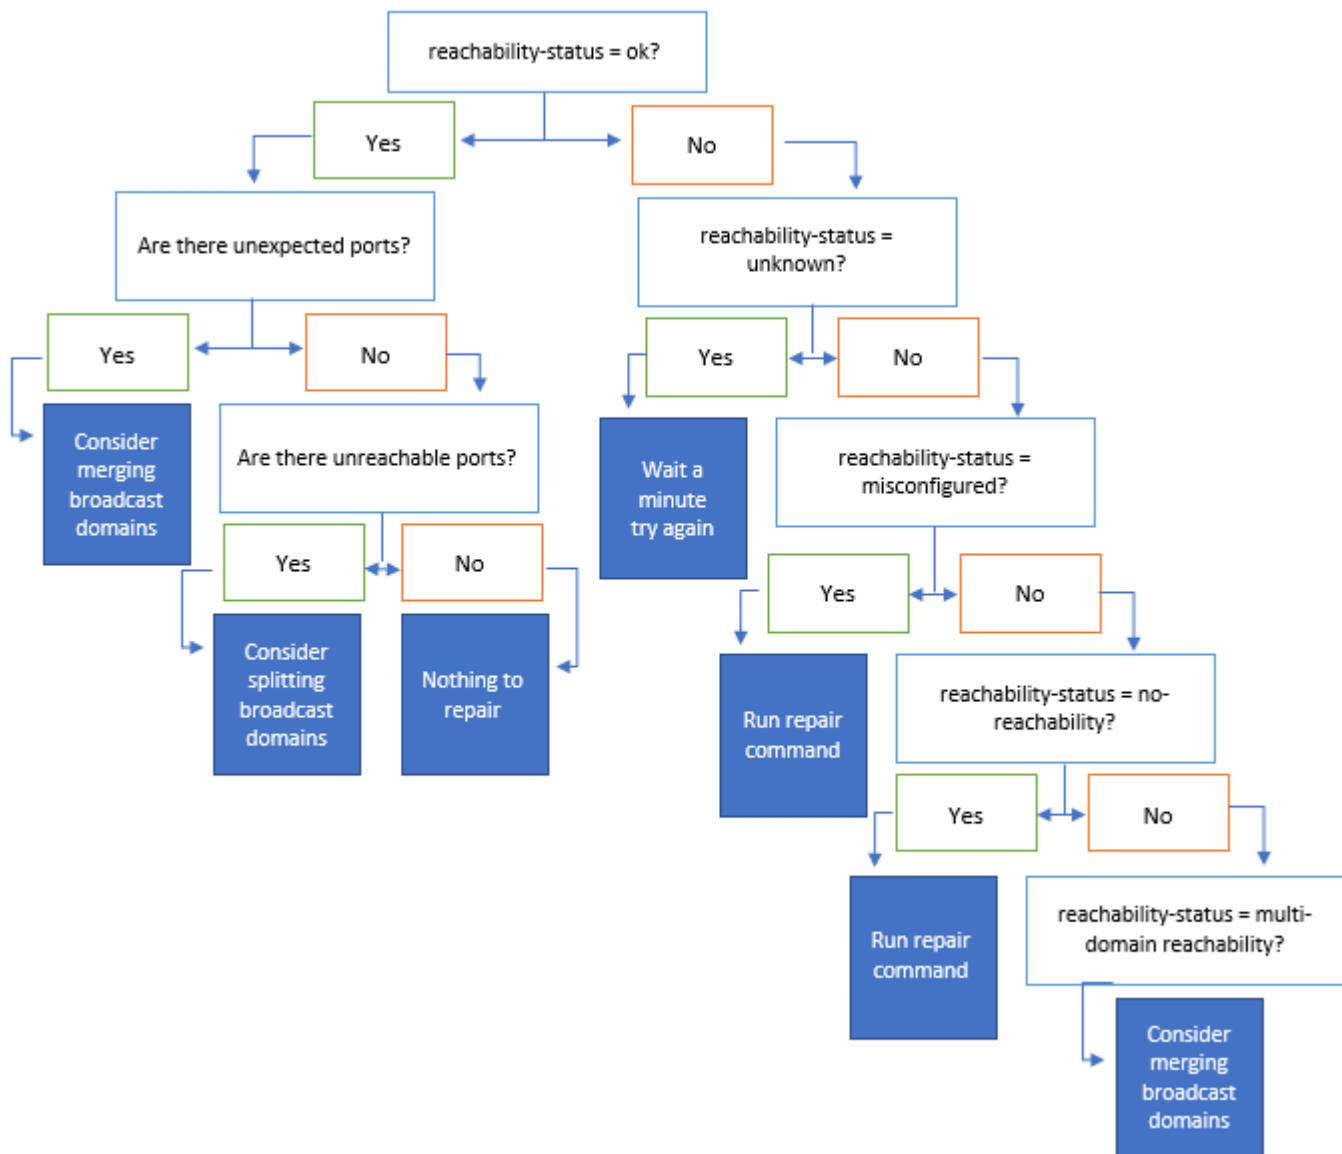 reachability-status = ok?
Yes
No
Are there unexpected ports?
reachability-status =
unknown?
Yes
No
Yes
No
Consider
merging
broadcast
domains
Are there unreachable ports?
Wait a
minute
try again
reachability-status =
misconfigured?
Yes
No
Yes
No
Consider
splitting
broadcast
domains
Nothing to
repair
Run repair
command
reachability-status = no-
reachability?
Yes
No
Run repair
command
reachability-status = multi-
domain reachability?
Consider
merging
broadcast
domains